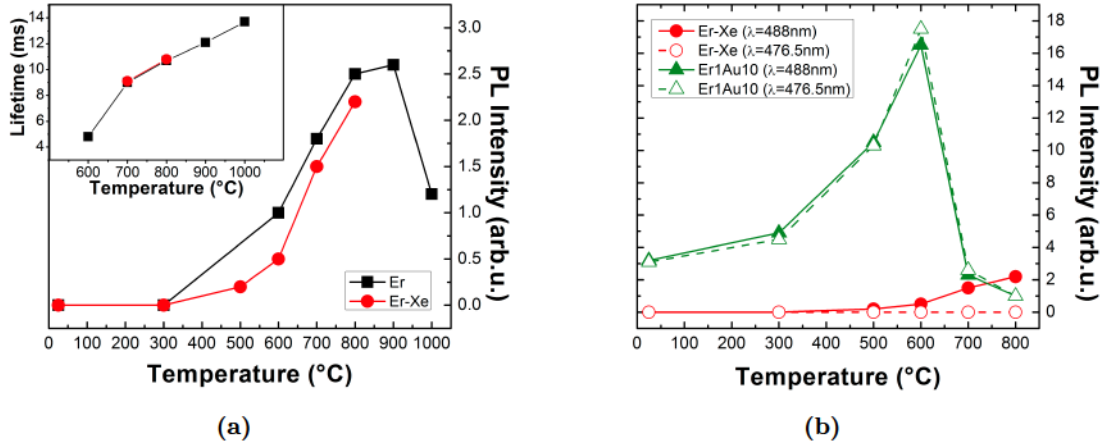 14
12
10
8
6
4
Lifetime (ms)
600 700 800 900 1000
Temperature (°C)
3.0
2.5
2.0
1.5
1.0
0.5
0.0
PL Intensity (arb.u.)
Er
Er-Xe
0 100 200 300 400 500 600 700 800 900 1000
Temperature (°C)
(a)
Er-Xe (λ=488nm)
Er-Xe (λ=476.5nm)
Er1Au10 (λ=488nm)
Er1Au10 (λ=476.5nm)
18
16
14
12
10
8
6
4
2
0
PL Intensity (arb.u.)
0 100 200 300 400 500 600 700 800
Temperature (°C)
(b)